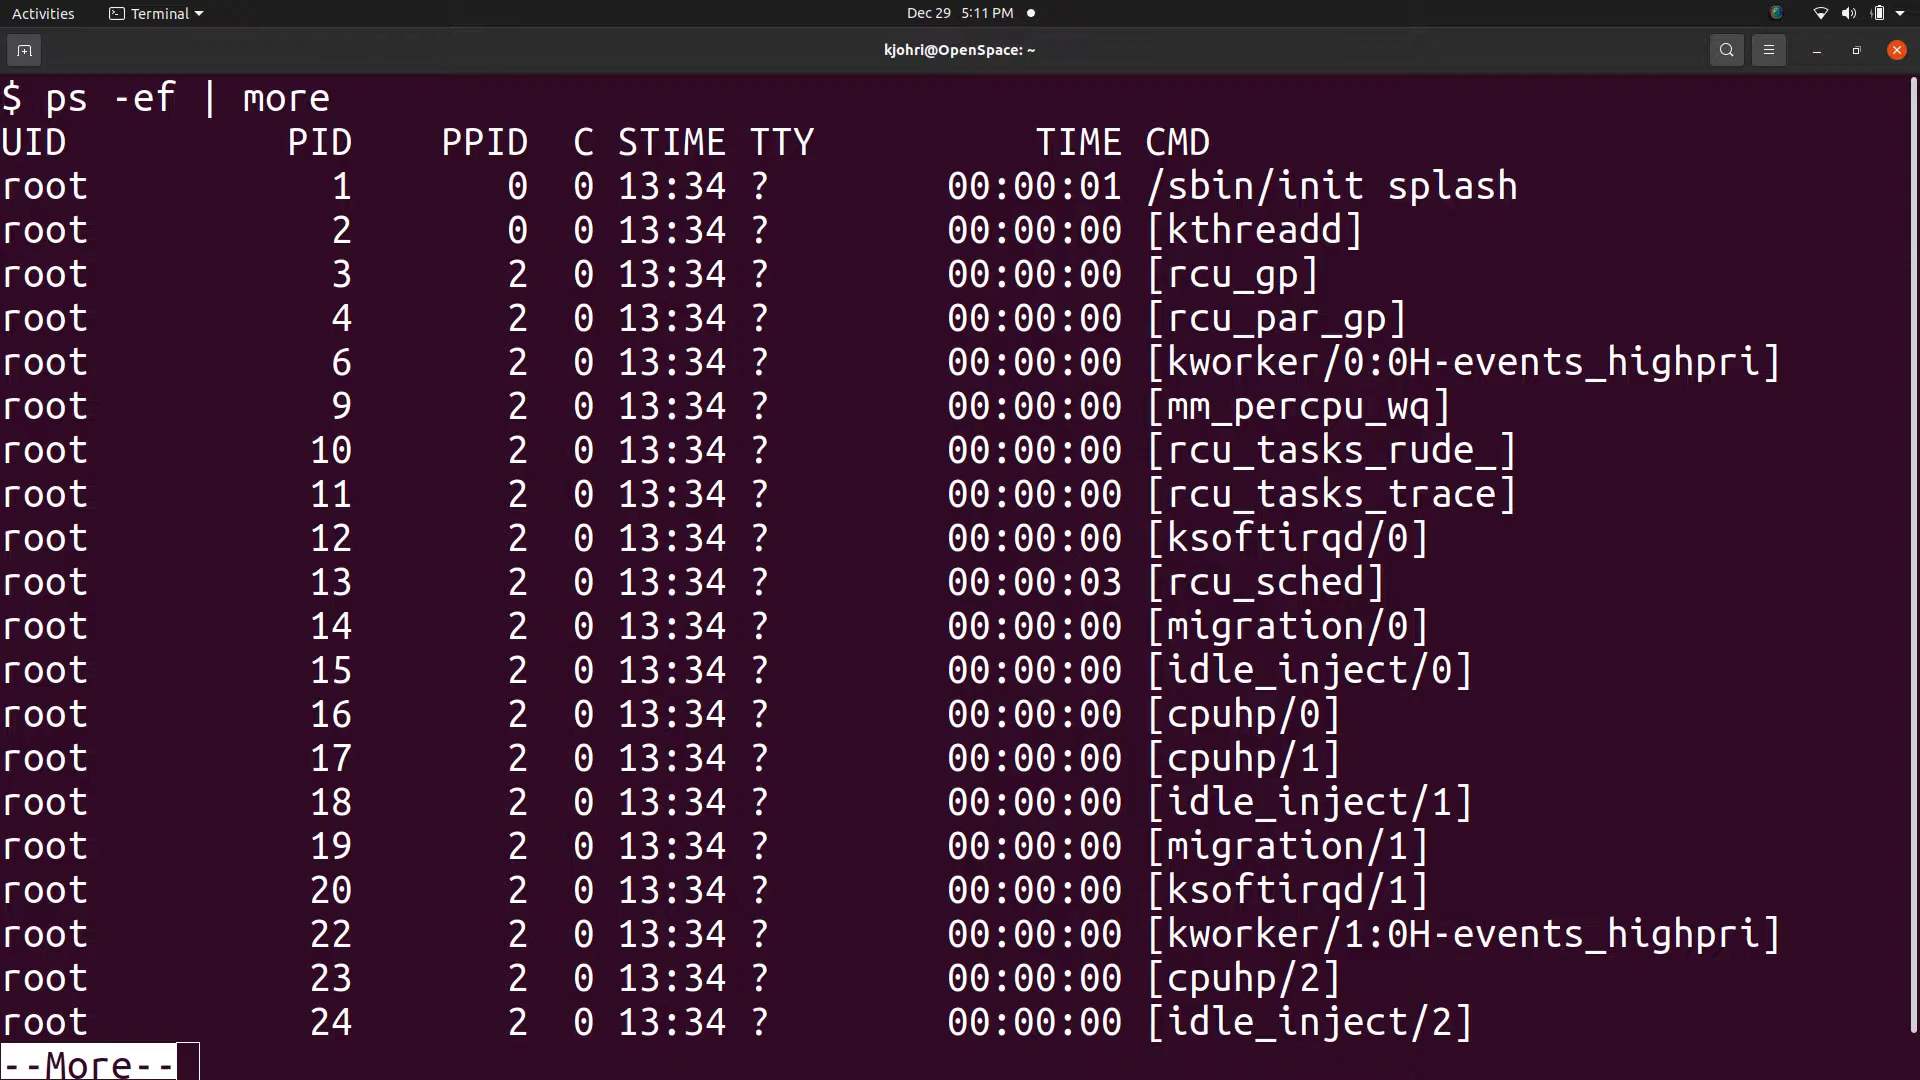 Activities Terminal Dec 29 5:11 PM
kjohri@OpenSpace: ~
$ ps -ef | more
UID          PID    PPID  C STIME TTY          TIME CMD
root           1       0  0 13:34 ?        00:00:01 /sbin/init splash
root           2       0  0 13:34 ?        00:00:00 [kthreadd]
root           3       2  0 13:34 ?        00:00:00 [rcu_gp]
root           4       2  0 13:34 ?        00:00:00 [rcu_par_gp]
root           6       2  0 13:34 ?        00:00:00 [kworker/0:0H-events_highpri]
root           9       2  0 13:34 ?        00:00:00 [mm_percpu_wq]
root          10       2  0 13:34 ?        00:00:00 [rcu_tasks_rude_]
root          11       2  0 13:34 ?        00:00:00 [rcu_tasks_trace]
root          12       2  0 13:34 ?        00:00:00 [ksoftirqd/0]
root          13       2  0 13:34 ?        00:00:03 [rcu_sched]
root          14       2  0 13:34 ?        00:00:00 [migration/0]
root          15       2  0 13:34 ?        00:00:00 [idle_inject/0]
root          16       2  0 13:34 ?        00:00:00 [cpuhp/0]
root          17       2  0 13:34 ?        00:00:00 [cpuhp/1]
root          18       2  0 13:34 ?        00:00:00 [idle_inject/1]
root          19       2  0 13:34 ?        00:00:00 [migration/1]
root          20       2  0 13:34 ?        00:00:00 [ksoftirqd/1]
root          22       2  0 13:34 ?        00:00:00 [kworker/1:0H-events_highpri]
root          23       2  0 13:34 ?        00:00:00 [cpuhp/2]
root          24       2  0 13:34 ?        00:00:00 [idle_inject/2]
--More--